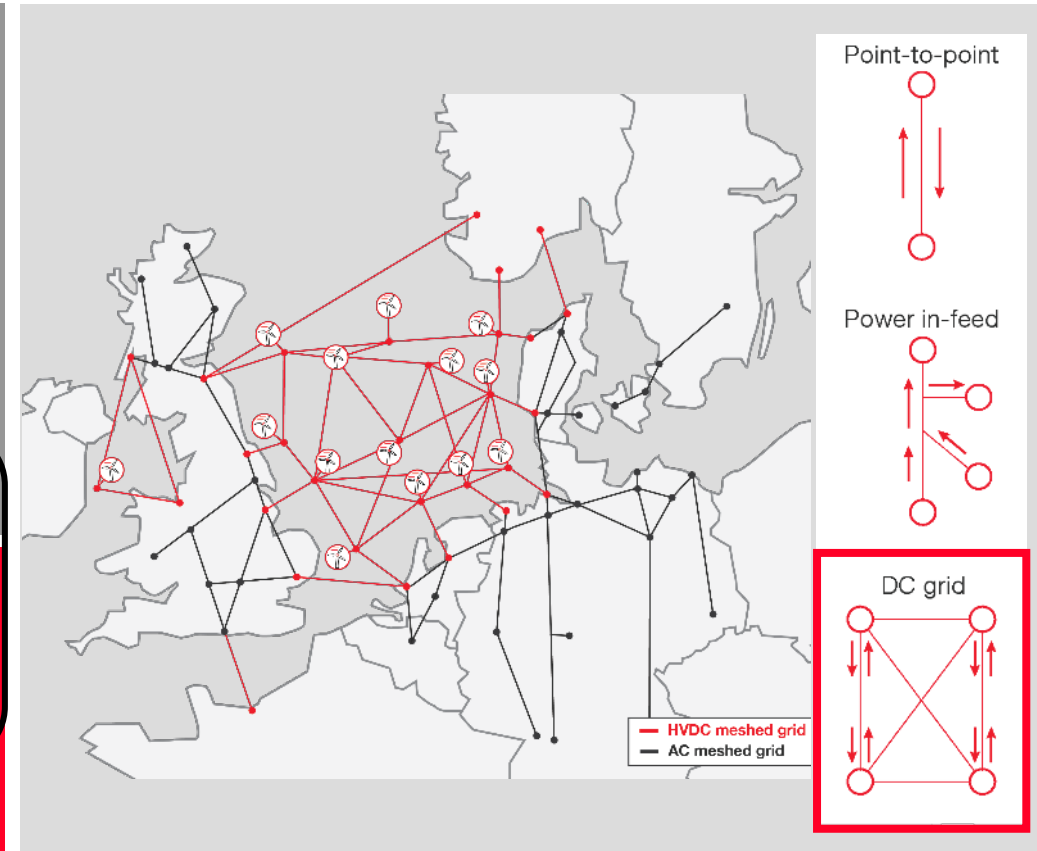 Point-to-point
Power in-feed
DC grid
HVDC meshed grid
AC meshed grid